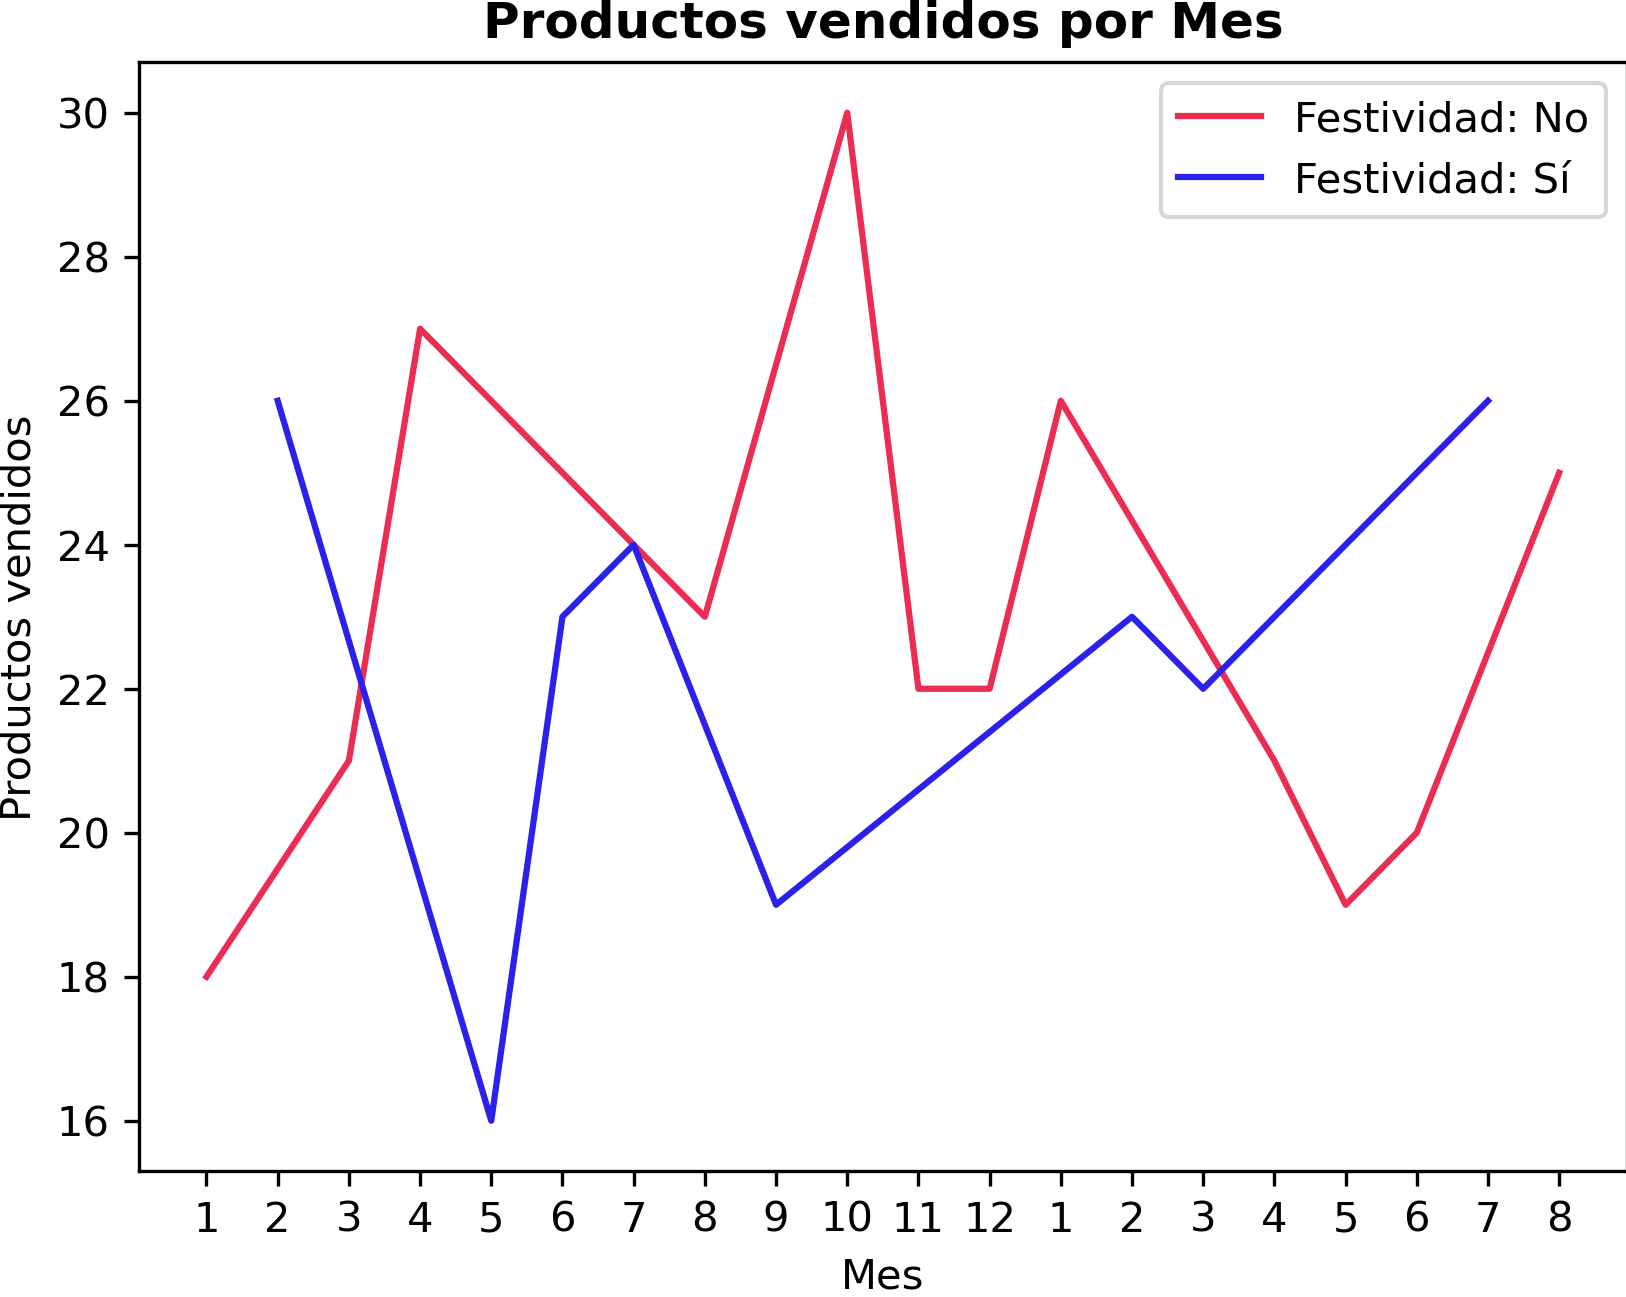 Productos vendidos por Mes
Festividad: No
Festividad: Sí
Productos vendidos
30
28
26
24
22
20
18
16
1 2 3 4 5 6 7 8 9 10 11 12 1 2 3 4 5 6 7 8
Mes